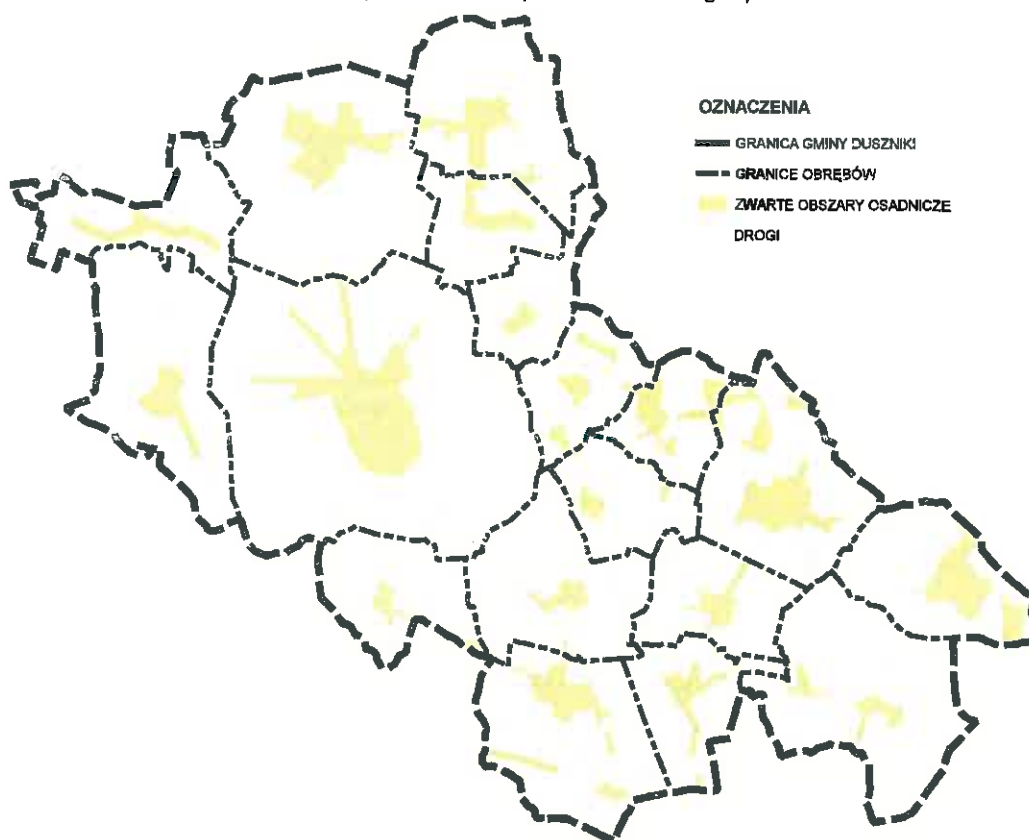 OZNACZENIA
GRANICA GMINY DUSZNIKI
GRANICE OBRĘBÓW
ZWARTE OBSZARY OSADNICZE
DROGI